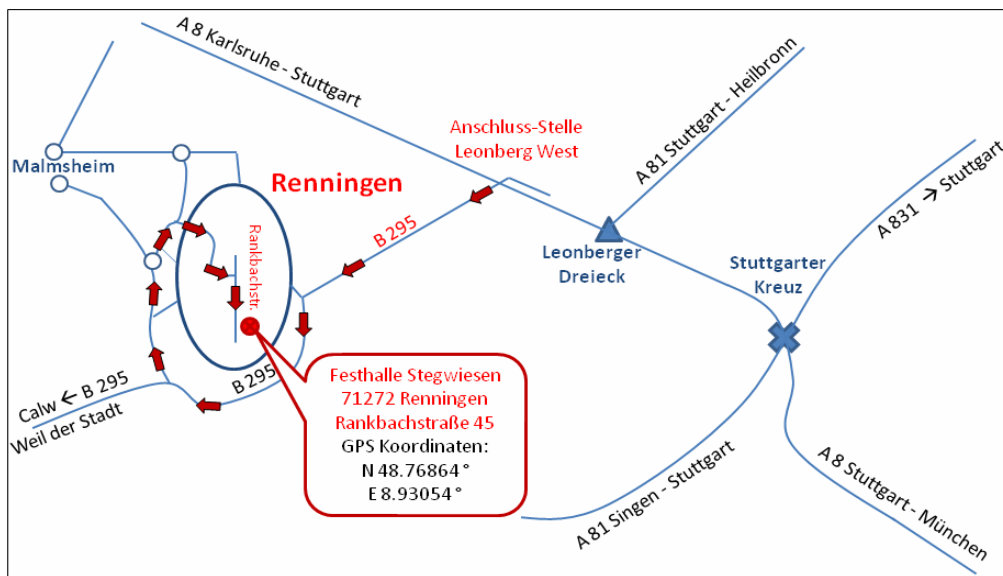 A 8 Karlsruhe - Stuttgart
A 81 Stuttgart - Heilbronn
Anschluss-Stelle
Leonberg West
A 831 → Stuttgart
Malmsheim
Renningen
B 295
Rankbachstr.
Leonberger
Dreieck
Stuttgarter
Kreuz
Calw ← B 295
Weil der Stadt
B 295
Festhalle Stegwiesen
71272 Renningen
Rankbachstraße 45
GPS Koordinaten:
N 48.76864°
E 8.93054°
A 81 Singen - Stuttgart
A 8 Stuttgart - München